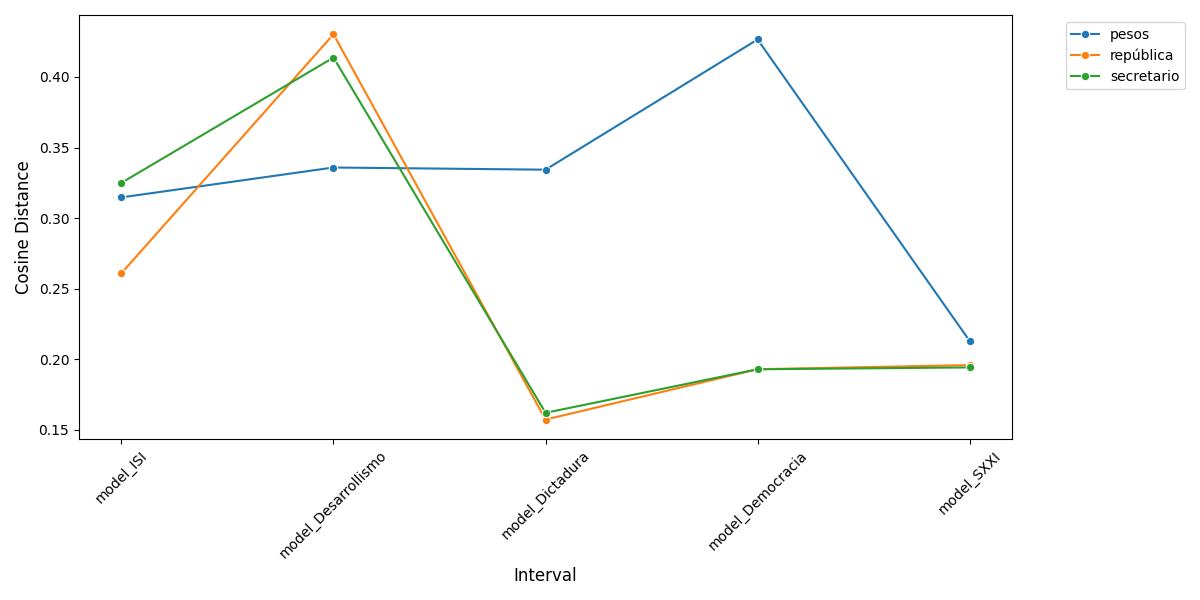 pesos
república
secretario
Cosine Distance
0.40
0.35
0.30
0.25
0.20
0.15
model_ISI
model_Desarrollismo
model_Dictadura
model_Democracia
model_SXXI
Interval